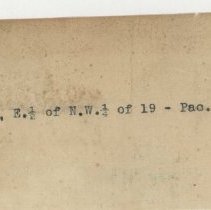 , E.½ of N.W.¼ of 19 - Pac.